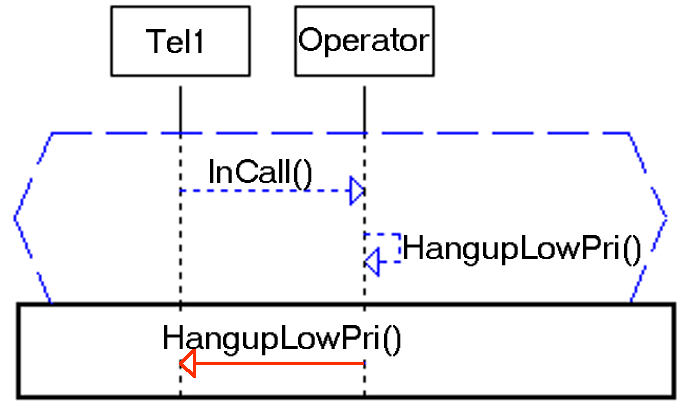 Tel1
Operator
InCall()
HangupLowPri()
HangupLowPri()